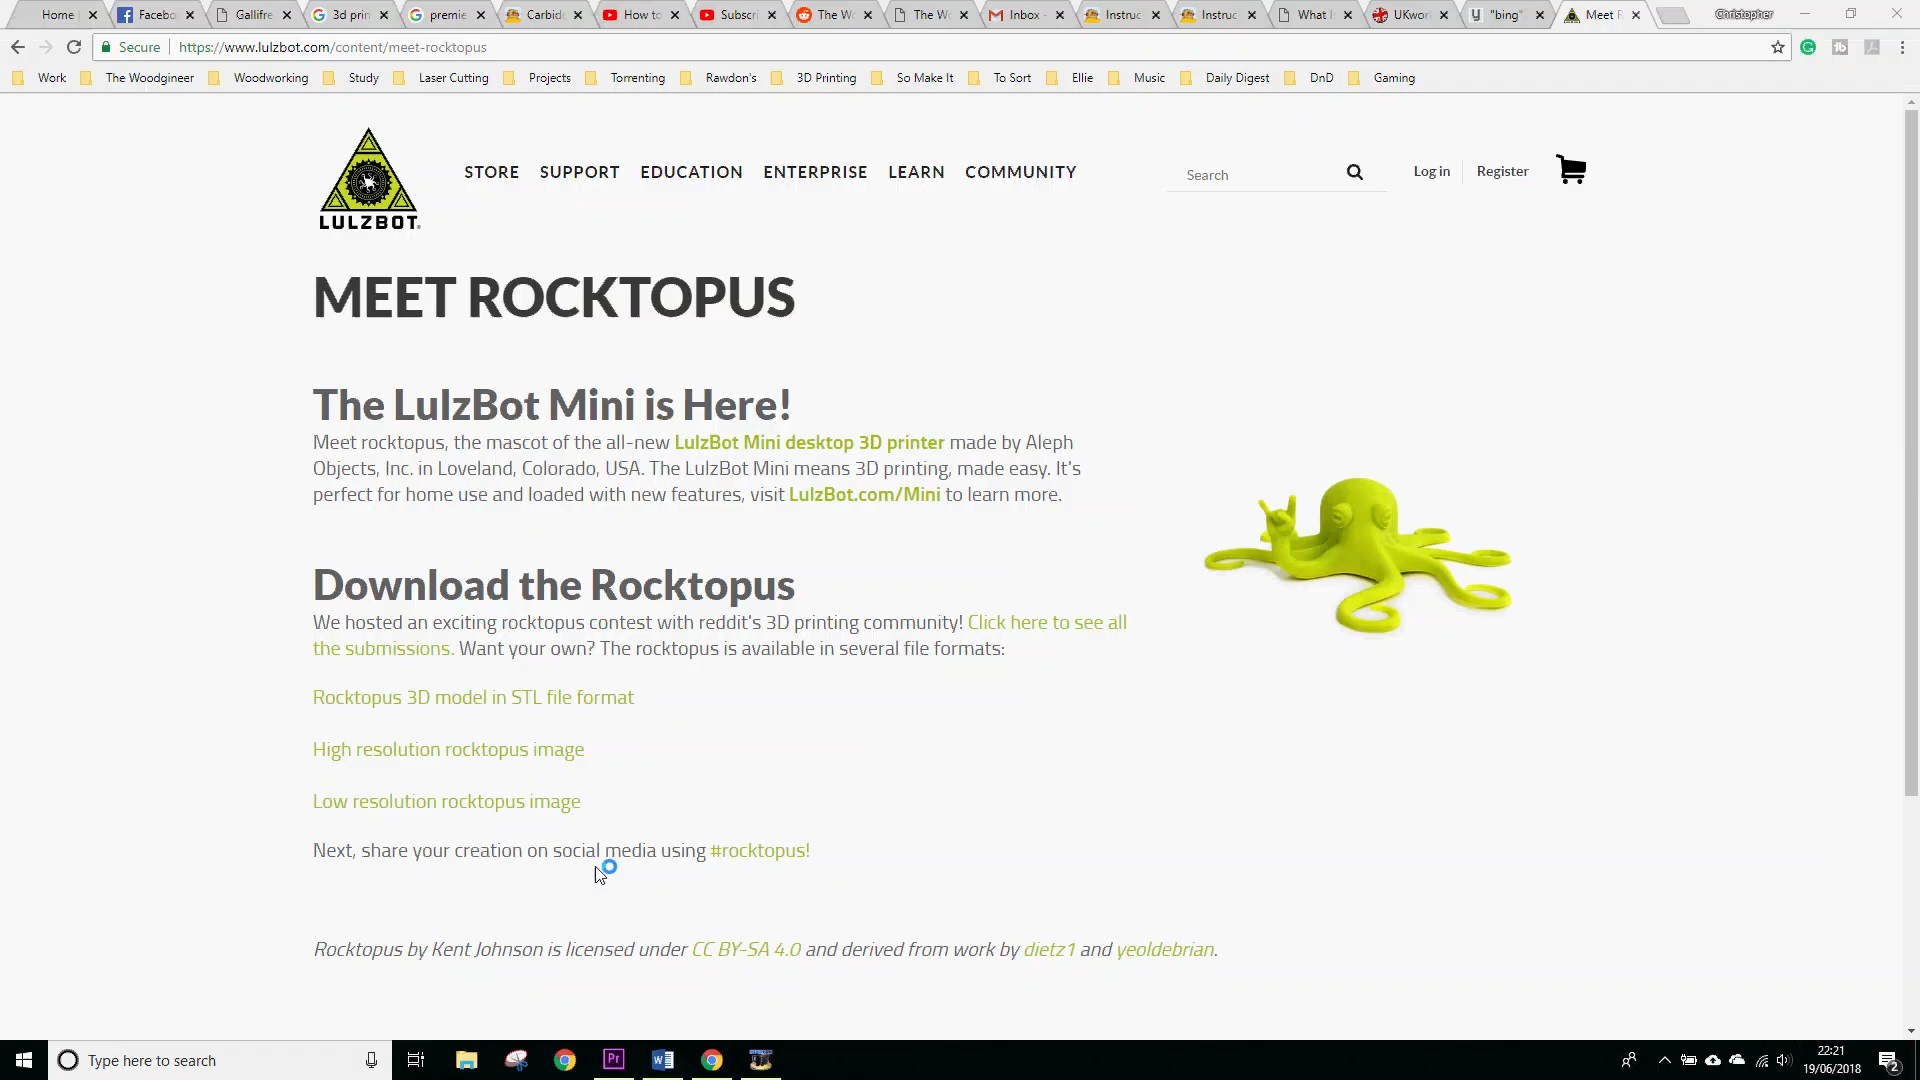 Home
Facebo
Gallifre
3d prin
premie
Carbide
How to
Subscri
The Wo
The Wo
Inbox -
Instruc
Instruc
What I
UKwor
"bing"
Meet R
Christopher
Secure
https://www.lulzbot.com/content/meet-rocktopus
Work
The Woodgineer
Woodworking
Study
Laser Cutting
Projects
Torrenting
Rawdon's
3D Printing
So Make It
To Sort
Ellie
Music
Daily Digest
DnD
Gaming
LULZBOT
STORE
SUPPORT
EDUCATION
ENTERPRISE
LEARN
COMMUNITY
Search
Log in
Register
MEET ROCKTOPUS
The LulzBot Mini is Here!
Meet rocktopus, the mascot of the all-new LulzBot Mini desktop 3D printer made by Aleph
Objects, Inc. in Loveland, Colorado, USA. The LulzBot Mini means 3D printing, made easy. It's
perfect for home use and loaded with new features, visit LulzBot.com/Mini to learn more.
Download the Rocktopus
We hosted an exciting rocktopus contest with reddit's 3D printing community! Click here to see all
the submissions. Want your own? The rocktopus is available in several file formats:
Rocktopus 3D model in STL file format
High resolution rocktopus image
Low resolution rocktopus image
Next, share your creation on social media using #rocktopus!
Rocktopus by Kent Johnson is licensed under CC BY-SA 4.0 and derived from work by dietz1 and yeoldebrian.
Type here to search
Pr
22:21
19/06/2018
2